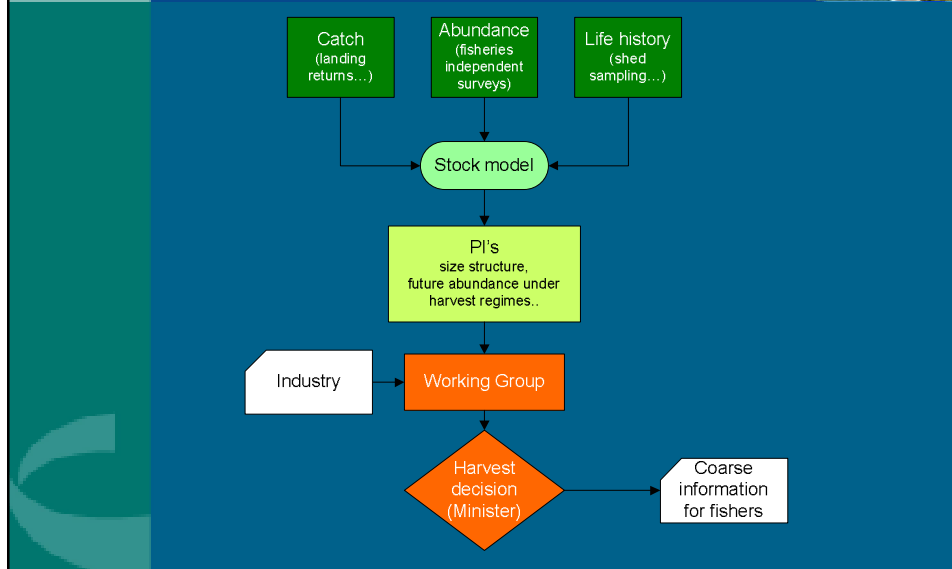 Catch
(landing
returns...)
Abundance
(fisheries
independent
surveys)
Life history
(shed
sampling...)
Stock model
PI's
size structure,
future abundance under
harvest regimes..
Industry
Working Group
Harvest
decision
(Minister)
Coarse
information
for fishers